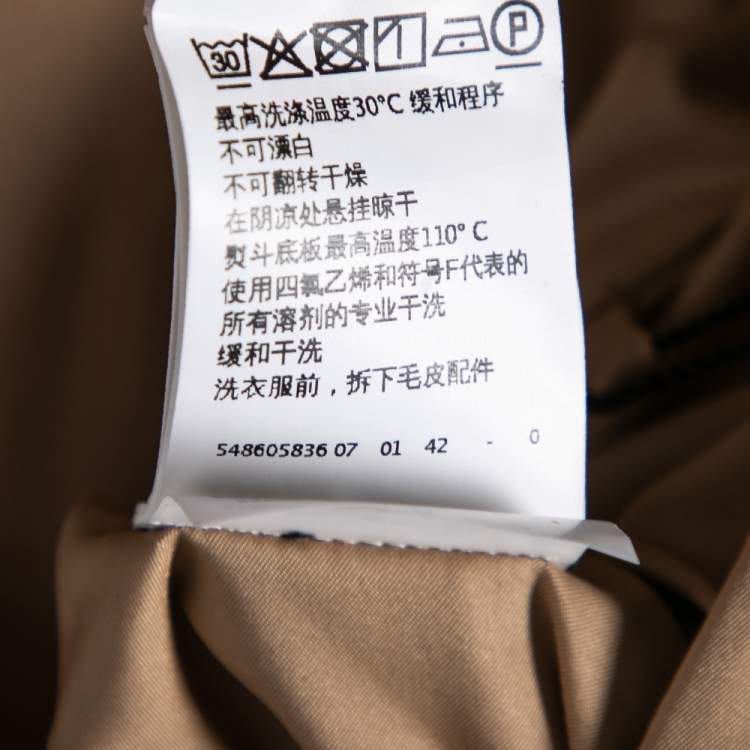 30 P
最高洗涤温度30°C 缓和程序
不可漂白
不可翻转干燥
在阴凉处悬挂晾干
熨斗底板最高温度110° C
使用四氯乙烯和符号F代表的
所有溶剂的专业干洗
缓和干洗
洗衣服前，拆下毛皮配件
548605836 07 01 42 - 0